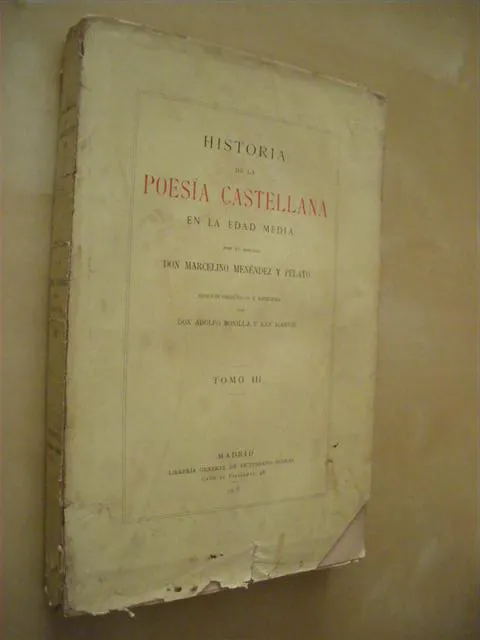 HISTORIA
DE LA
POESÍA CASTELLANA
EN LA EDAD MEDIA
DON MARCELINO MENÉNDEZ Y PELAYO
DON ADOLFO BONILLA Y SAN MARTÍN
TOMO III
MADRID
LIBRERÍA GENERAL DE VICTORIANO SUÁREZ